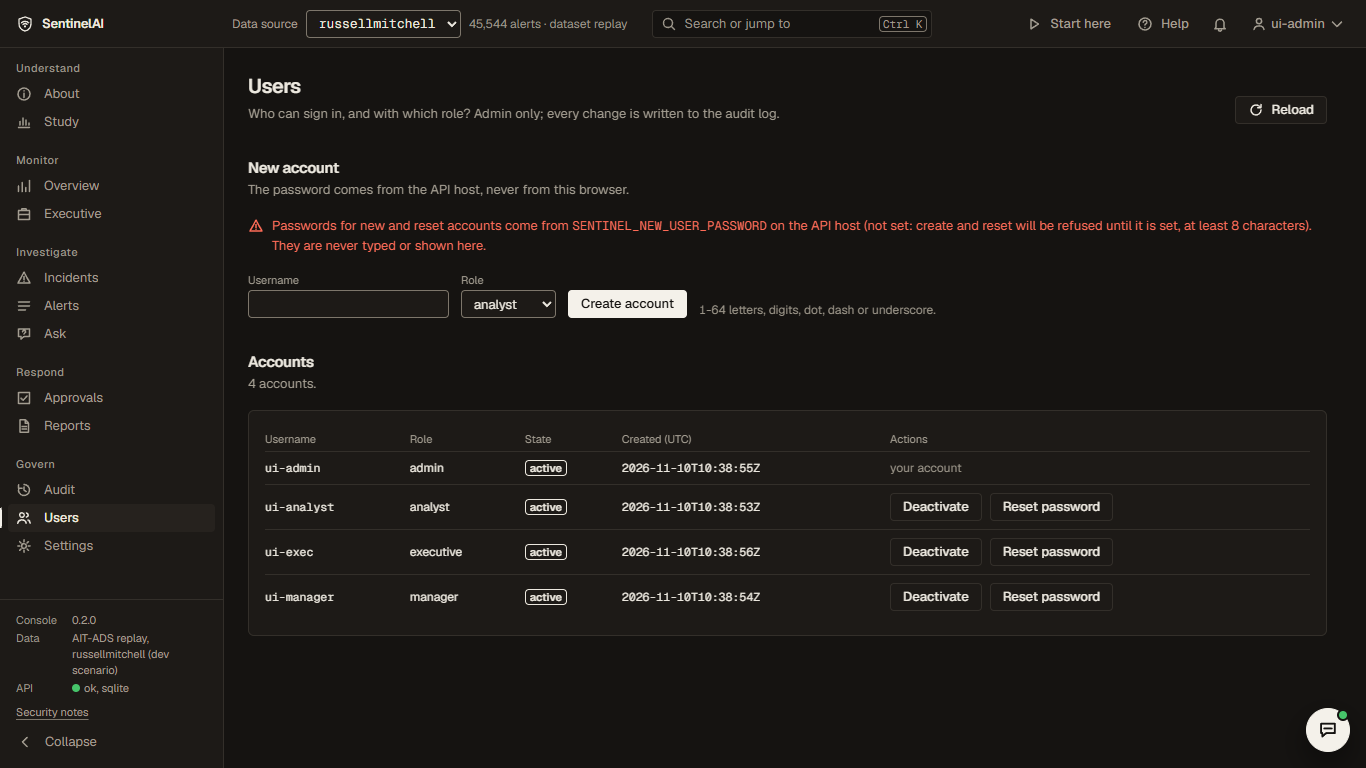 SentinelAI
Data source
russellmitchell
45,544 alerts · dataset replay
Search or jump to
Ctrl K
Start here
Help
ui-admin
Understand
About
Study
Monitor
Overview
Executive
Investigate
Incidents
Alerts
Ask
Respond
Approvals
Reports
Govern
Audit
Users
Settings
Console 0.2.0
Data AIT-ADS replay,
russellmitchell (dev
scenario)
API ok, sqlite
Security notes
Collapse
Users
Who can sign in, and with which role? Admin only; every change is written to the audit log.
Reload
New account
The password comes from the API host, never from this browser.
Passwords for new and reset accounts come from SENTINEL_NEW_USER_PASSWORD on the API host (not set: create and reset will be refused until it is set, at least 8 characters).
They are never typed or shown here.
Username
Role
analyst
Create account
1-64 letters, digits, dot, dash or underscore.
Accounts
4 accounts.
Username Role State Created (UTC) Actions
ui-admin admin active 2026-11-10T10:38:55Z your account
ui-analyst analyst active 2026-11-10T10:38:53Z Deactivate Reset password
ui-exec executive active 2026-11-10T10:38:56Z Deactivate Reset password
ui-manager manager active 2026-11-10T10:38:54Z Deactivate Reset password